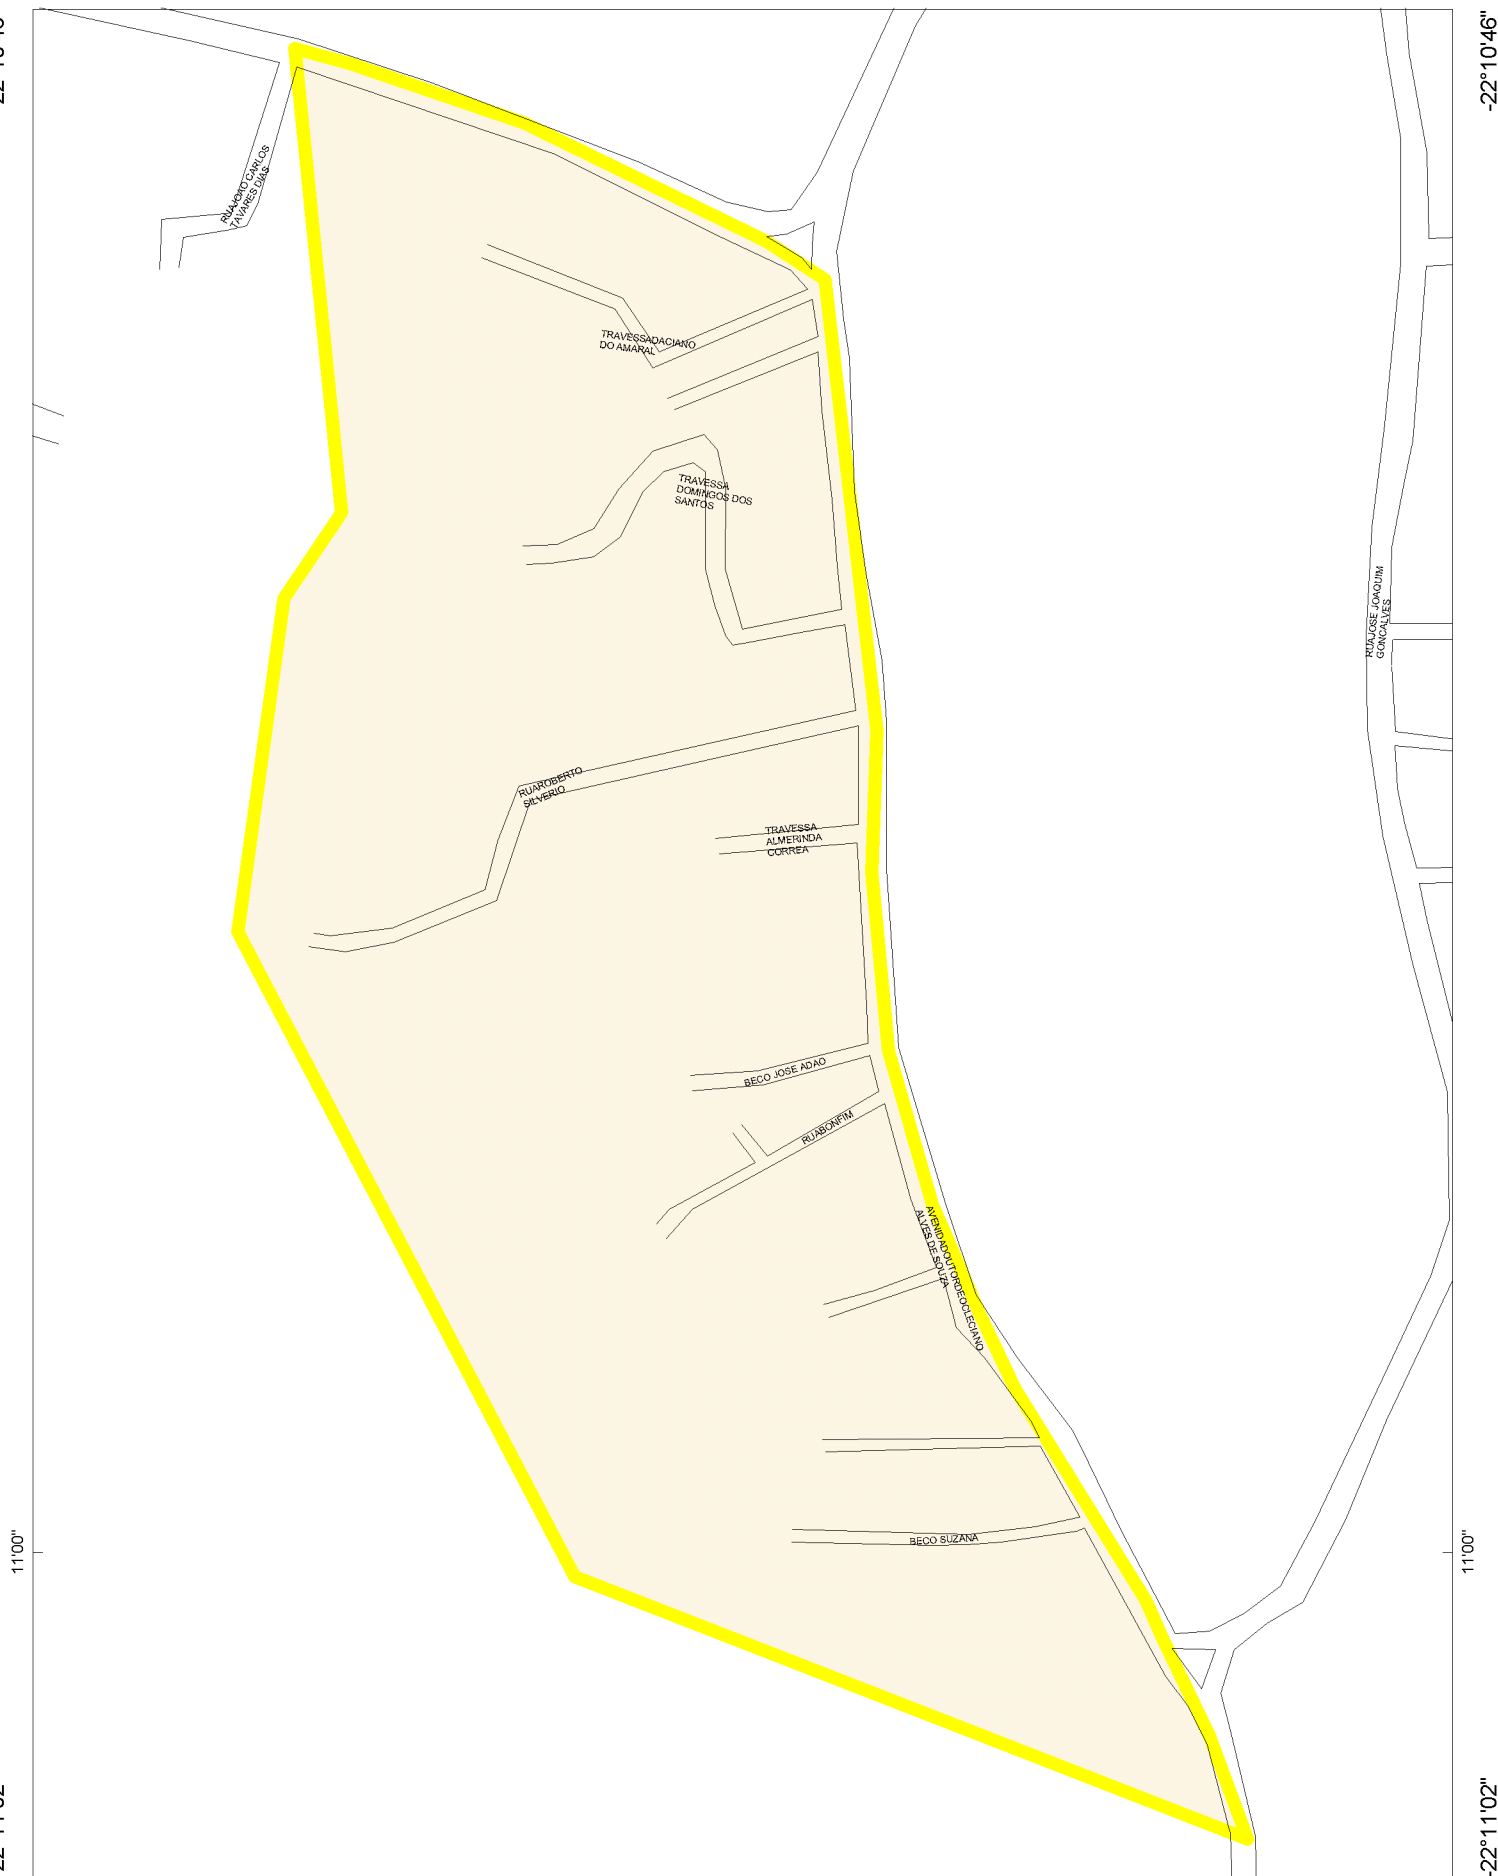 -22°10'46"
RUAJOAO CARLOS
TAVARES DIAS
TRAVESSADACIANO
DO AMARAL
TRAVESSA
DOMINGOS DOS
SANTOS
RUAJOSE JOAQUIM
GONCALVES
RUAROBERTO
SILVERIO
TRAVESSA
ALMERINDA
CORREA
BECO JOSE ADAO
RUABONFIM
AVENIDADOUTORDEOCLECIANO
ALVES DE SOUZA
BECO SUZANA
11'00"
11'00"
-22°11'02"